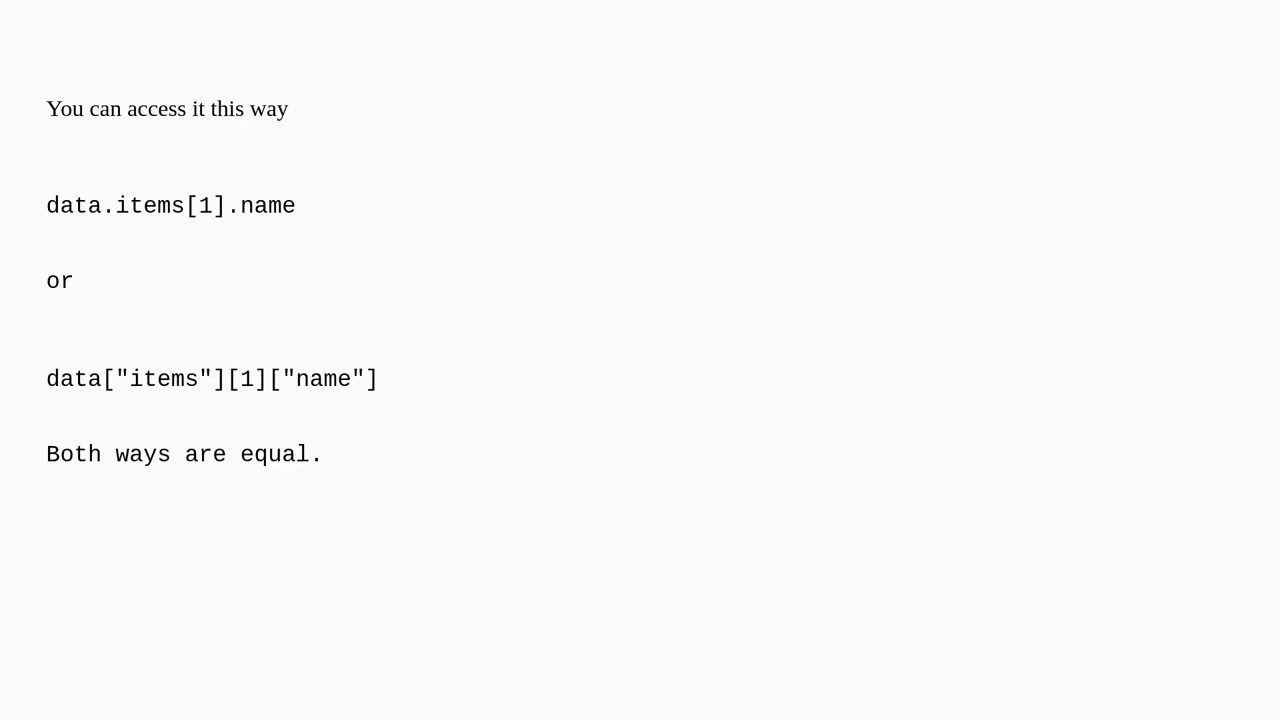 You can access it this way
data.items[1].name
or
data["items"][1]["name"]
Both ways are equal.